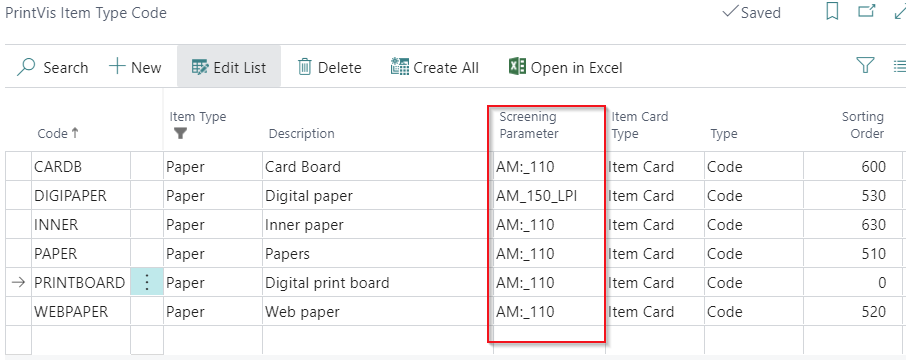 PrintVis Item Type Code ✓Saved
Search + New Edit List Delete Create All Open in Excel
Code ↑ Item Type Description Screening Parameter Item Card Type Type Sorting Order
CARDB Paper Card Board AM:_110 Item Card Code 600
DIGIPAPER Paper Digital paper AM_150_LPI Item Card Code 530
INNER Paper Inner paper AM:_110 Item Card Code 630
PAPER Paper Papers AM:_110 Item Card Code 510
→ PRINTBOARD Paper Digital print board AM:_110 Item Card Code 0
WEBPAPER Paper Web paper AM:_110 Item Card Code 520